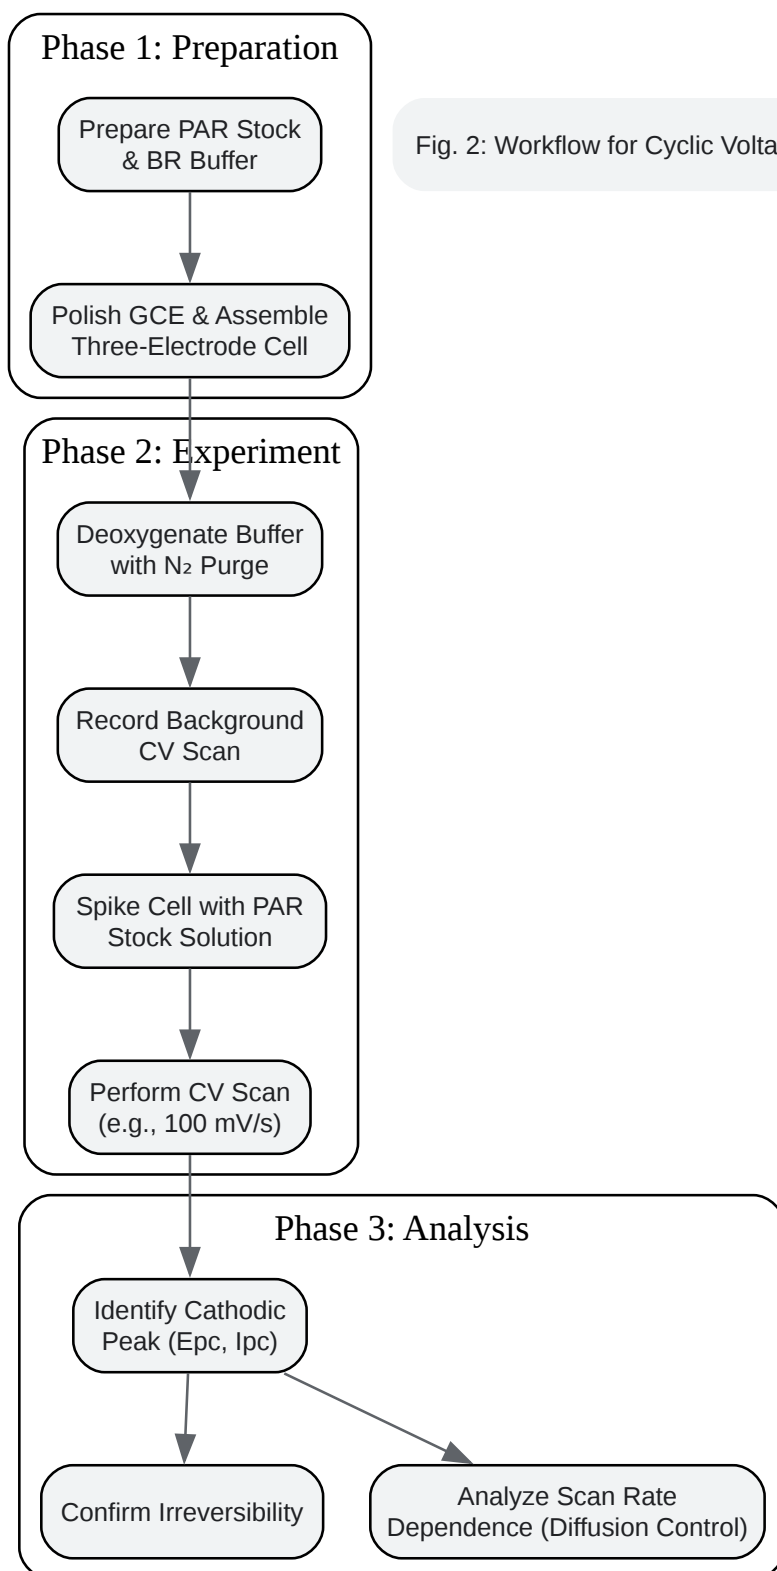 Phase 1: Preparation
Prepare PAR Stock
& BR Buffer
Fig. 2: Workflow for Cyclic Volta
Polish GCE & Assemble
Three-Electrode Cell
Phase 2: Experiment
Deoxygenate Buffer
with N₂ Purge
Record Background
CV Scan
Spike Cell with PAR
Stock Solution
Perform CV Scan
(e.g., 100 mV/s)
Phase 3: Analysis
Identify Cathodic
Peak (Epc, Ipc)
Confirm Irreversibility
Analyze Scan Rate
Dependence (Diffusion Control)